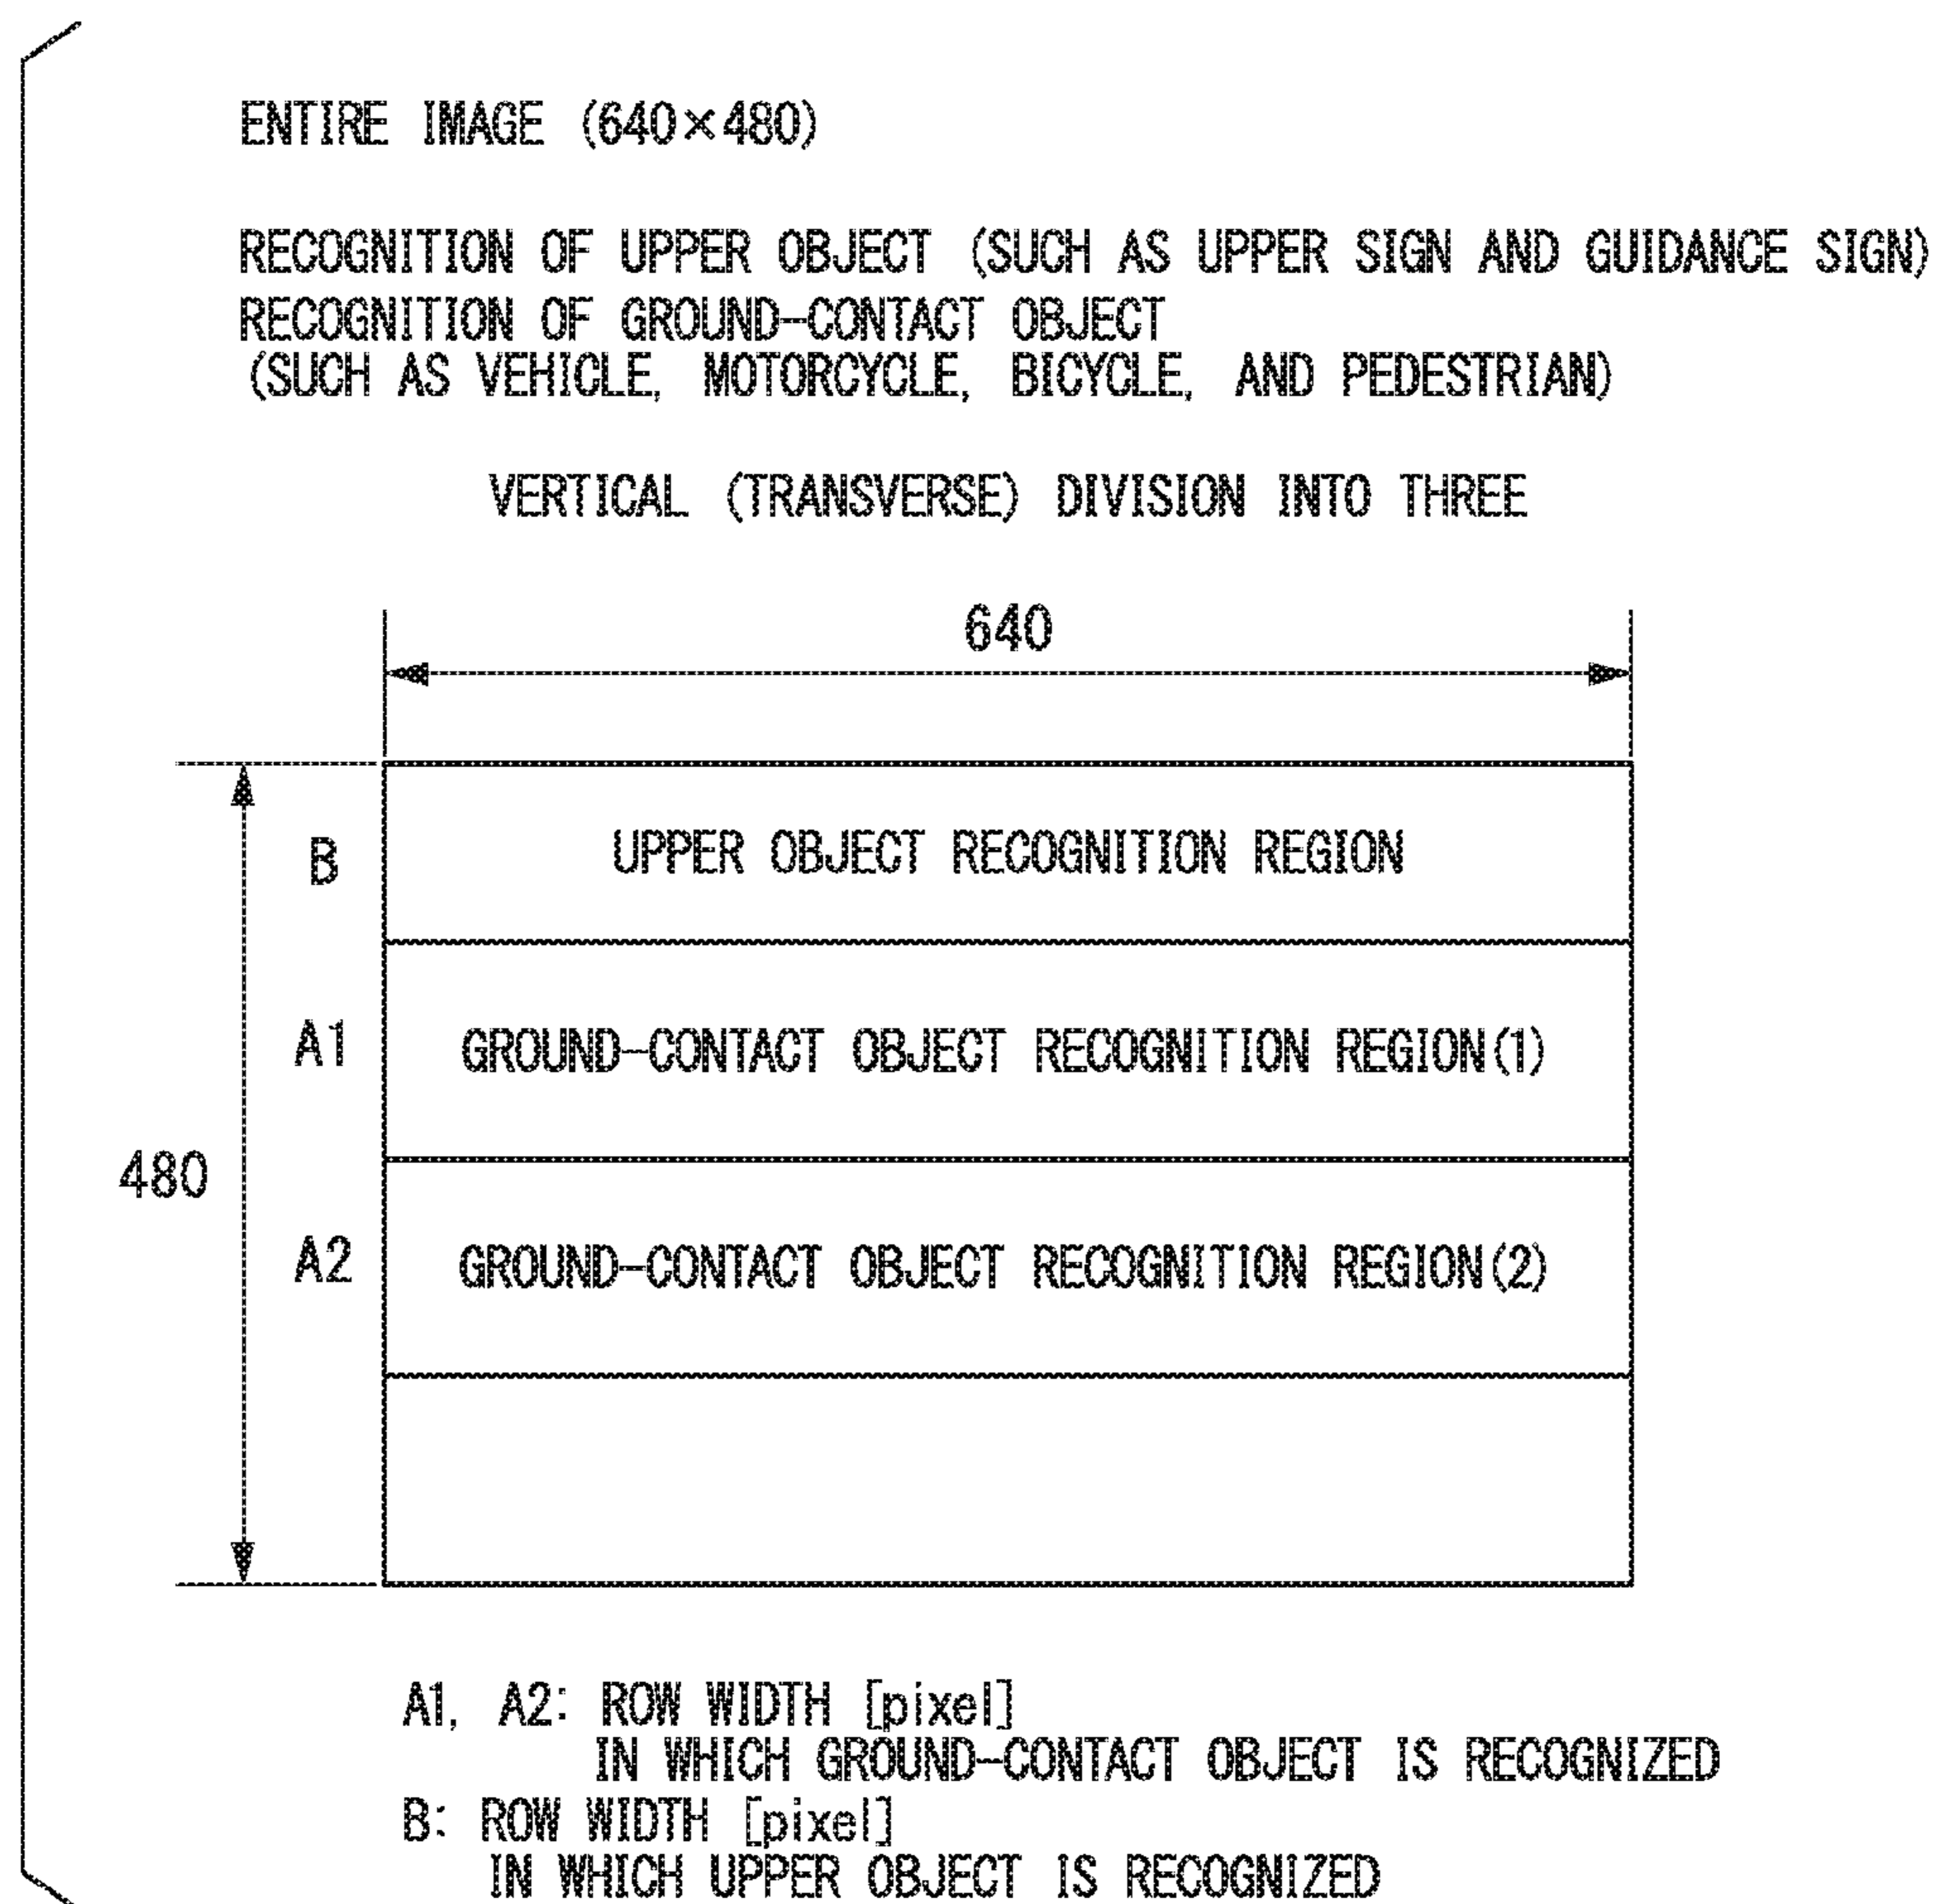 ENTIRE IMAGE (640×480)
RECOGNITION OF UPPER OBJECT (SUCH AS UPPER SIGN AND GUIDANCE SIGN)
RECOGNITION OF GROUND-CONTACT OBJECT
(SUCH AS VEHICLE, MOTORCYCLE, BICYCLE, AND PEDESTRIAN)
VERTICAL (TRANSVERSE) DIVISION INTO THREE
640
B UPPER OBJECT RECOGNITION REGION
A1 GROUND-CONTACT OBJECT RECOGNITION REGION(1)
480
A2 GROUND-CONTACT OBJECT RECOGNITION REGION(2)
A1, A2: ROW WIDTH [pixel]
IN WHICH GROUND-CONTACT OBJECT IS RECOGNIZED
B: ROW WIDTH [pixel]
IN WHICH UPPER OBJECT IS RECOGNIZED